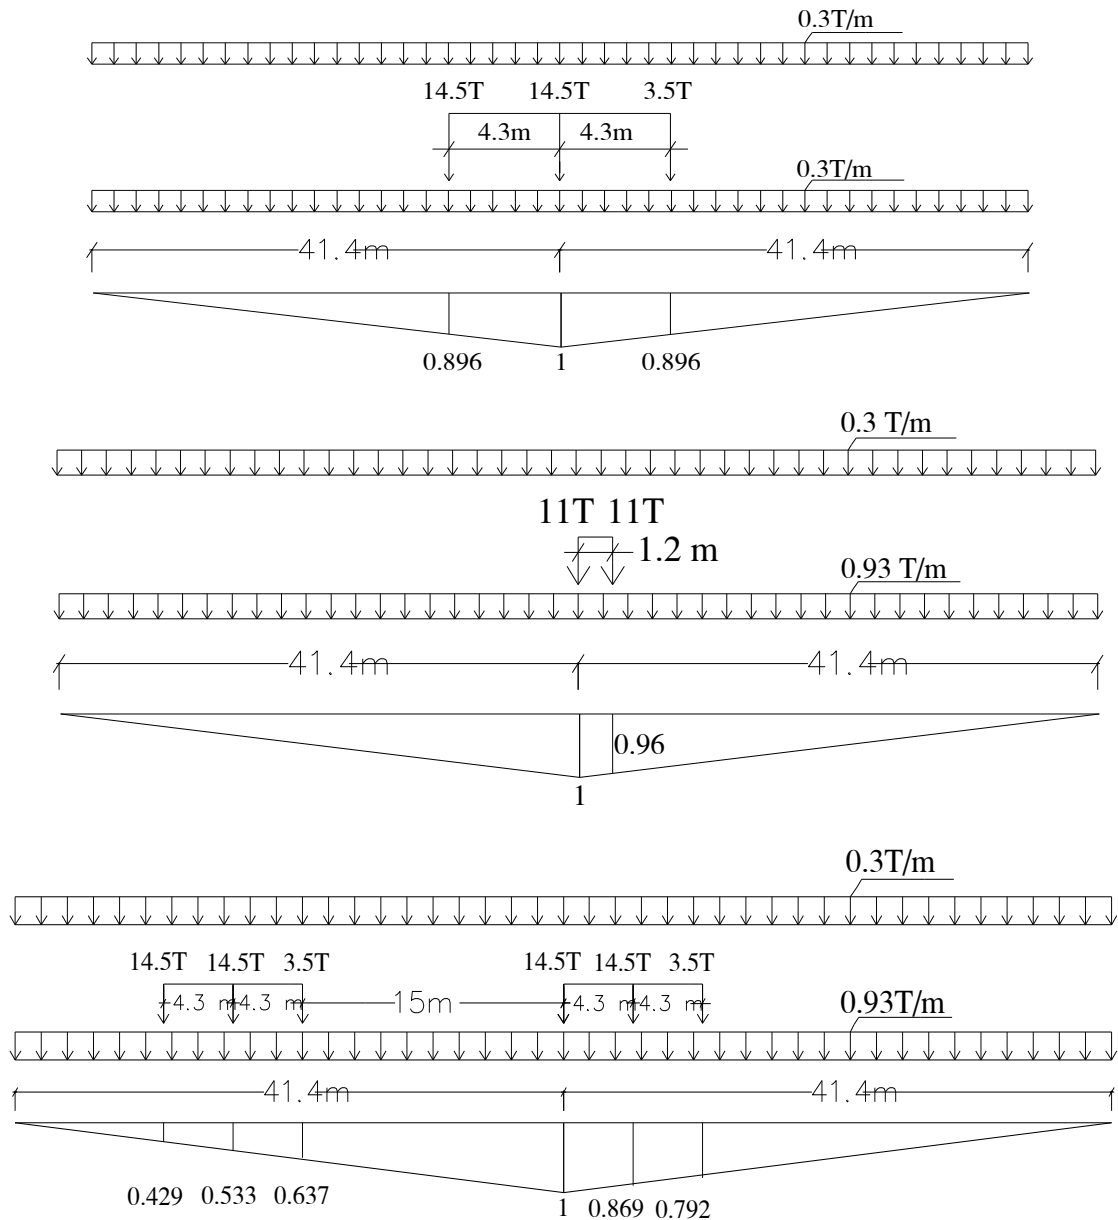 0.3T/m
14.5T 14.5T 3.5T
4.3m 4.3m
0.3T/m
41.4m 41.4m
0.896 1 0.896
0.3 T/m
11T 11T
1.2 m
0.93 T/m
41.4m 41.4m
0.96
1
0.3T/m
14.5T 14.5T 3.5T 14.5T 14.5T 3.5T
4.3 m 4.3 m 15m 4.3 m 4.3 m
0.93T/m
41.4m 41.4m
0.429 0.533 0.637 1 0.869 0.792